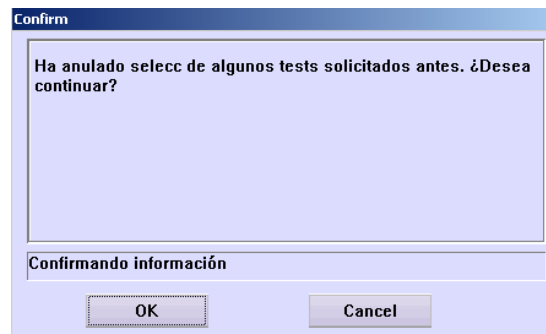 Confirm
Ha anulado selecc de algunos tests solicitados antes. ¿Desea
continuar?
Confirmando información
OK
Cancel